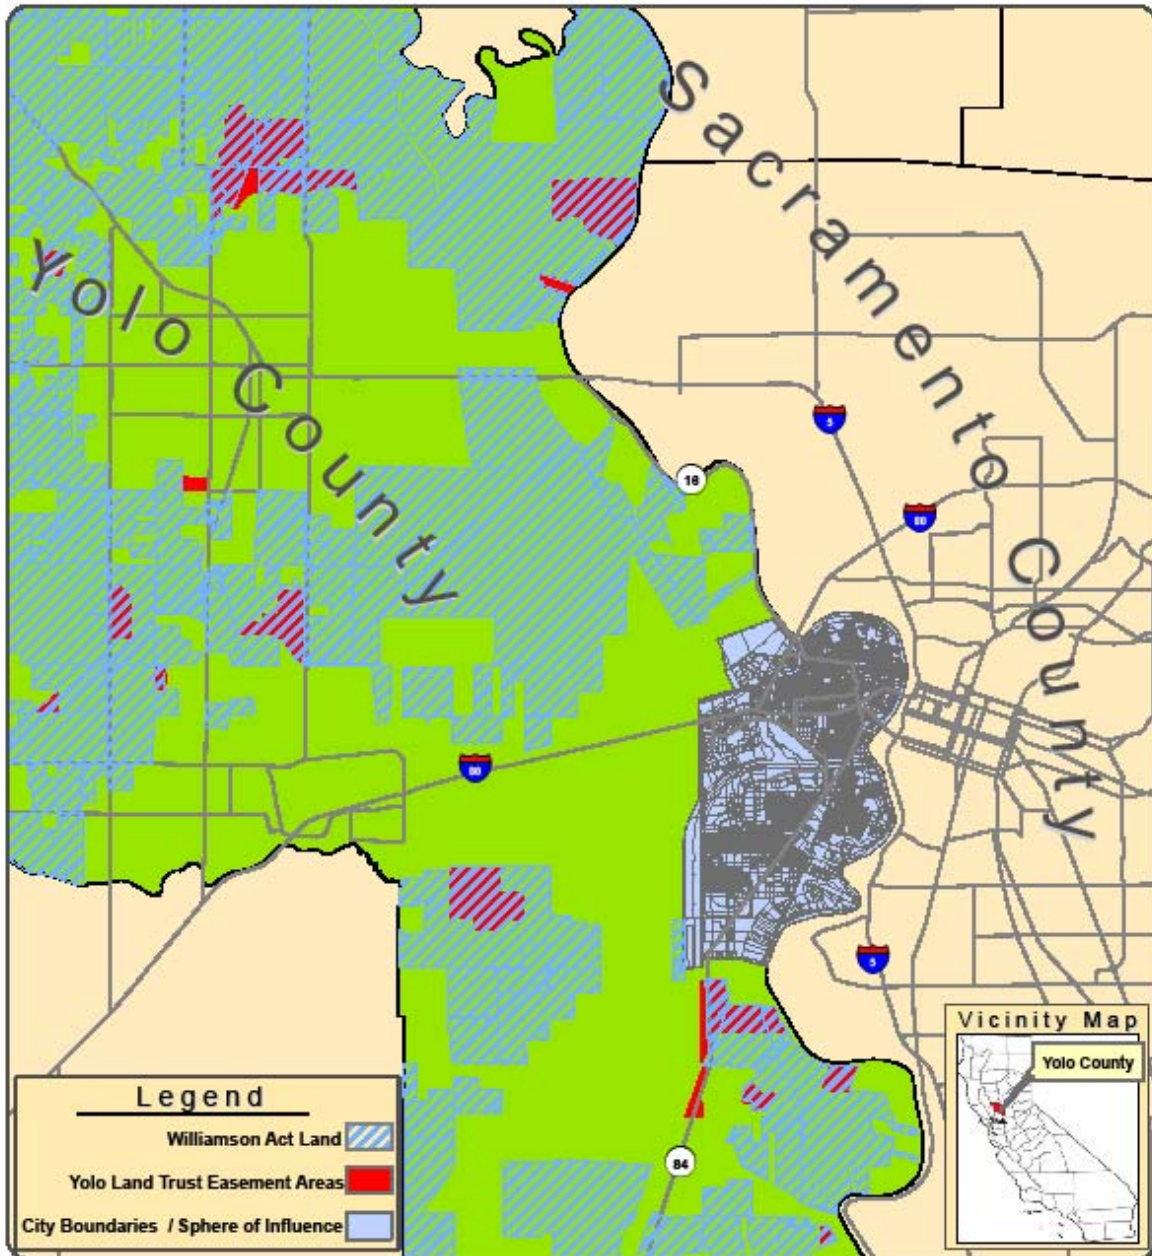 Sacramento County
Yolo County
5
16
80
80
5
84
Legend
Williamson Act Land
Yolo Land Trust Easement Areas
City Boundaries / Sphere of Influence
Vicinity Map
Yolo County